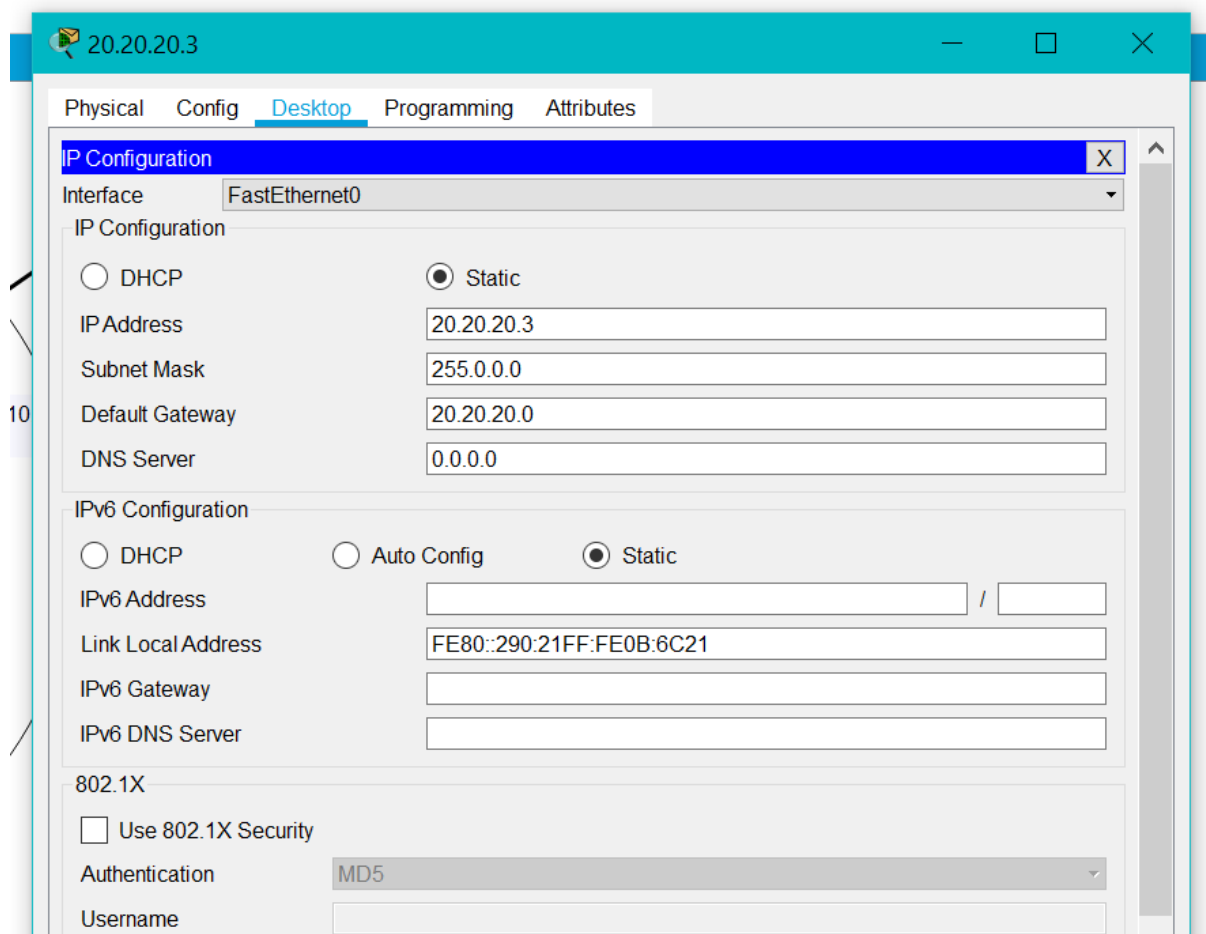 20.20.20.3
Physical Config Desktop Programming Attributes
IP Configuration X
Interface FastEthernet0
IP Configuration
DHCP Static
IP Address 20.20.20.3
Subnet Mask 255.0.0.0
10
Default Gateway 20.20.20.0
DNS Server 0.0.0.0
IPv6 Configuration
DHCP Auto Config Static
IPv6 Address /
Link Local Address FE80::290:21FF:FE0B:6C21
IPv6 Gateway
IPv6 DNS Server
802.1X
Use 802.1X Security
Authentication MD5
Username